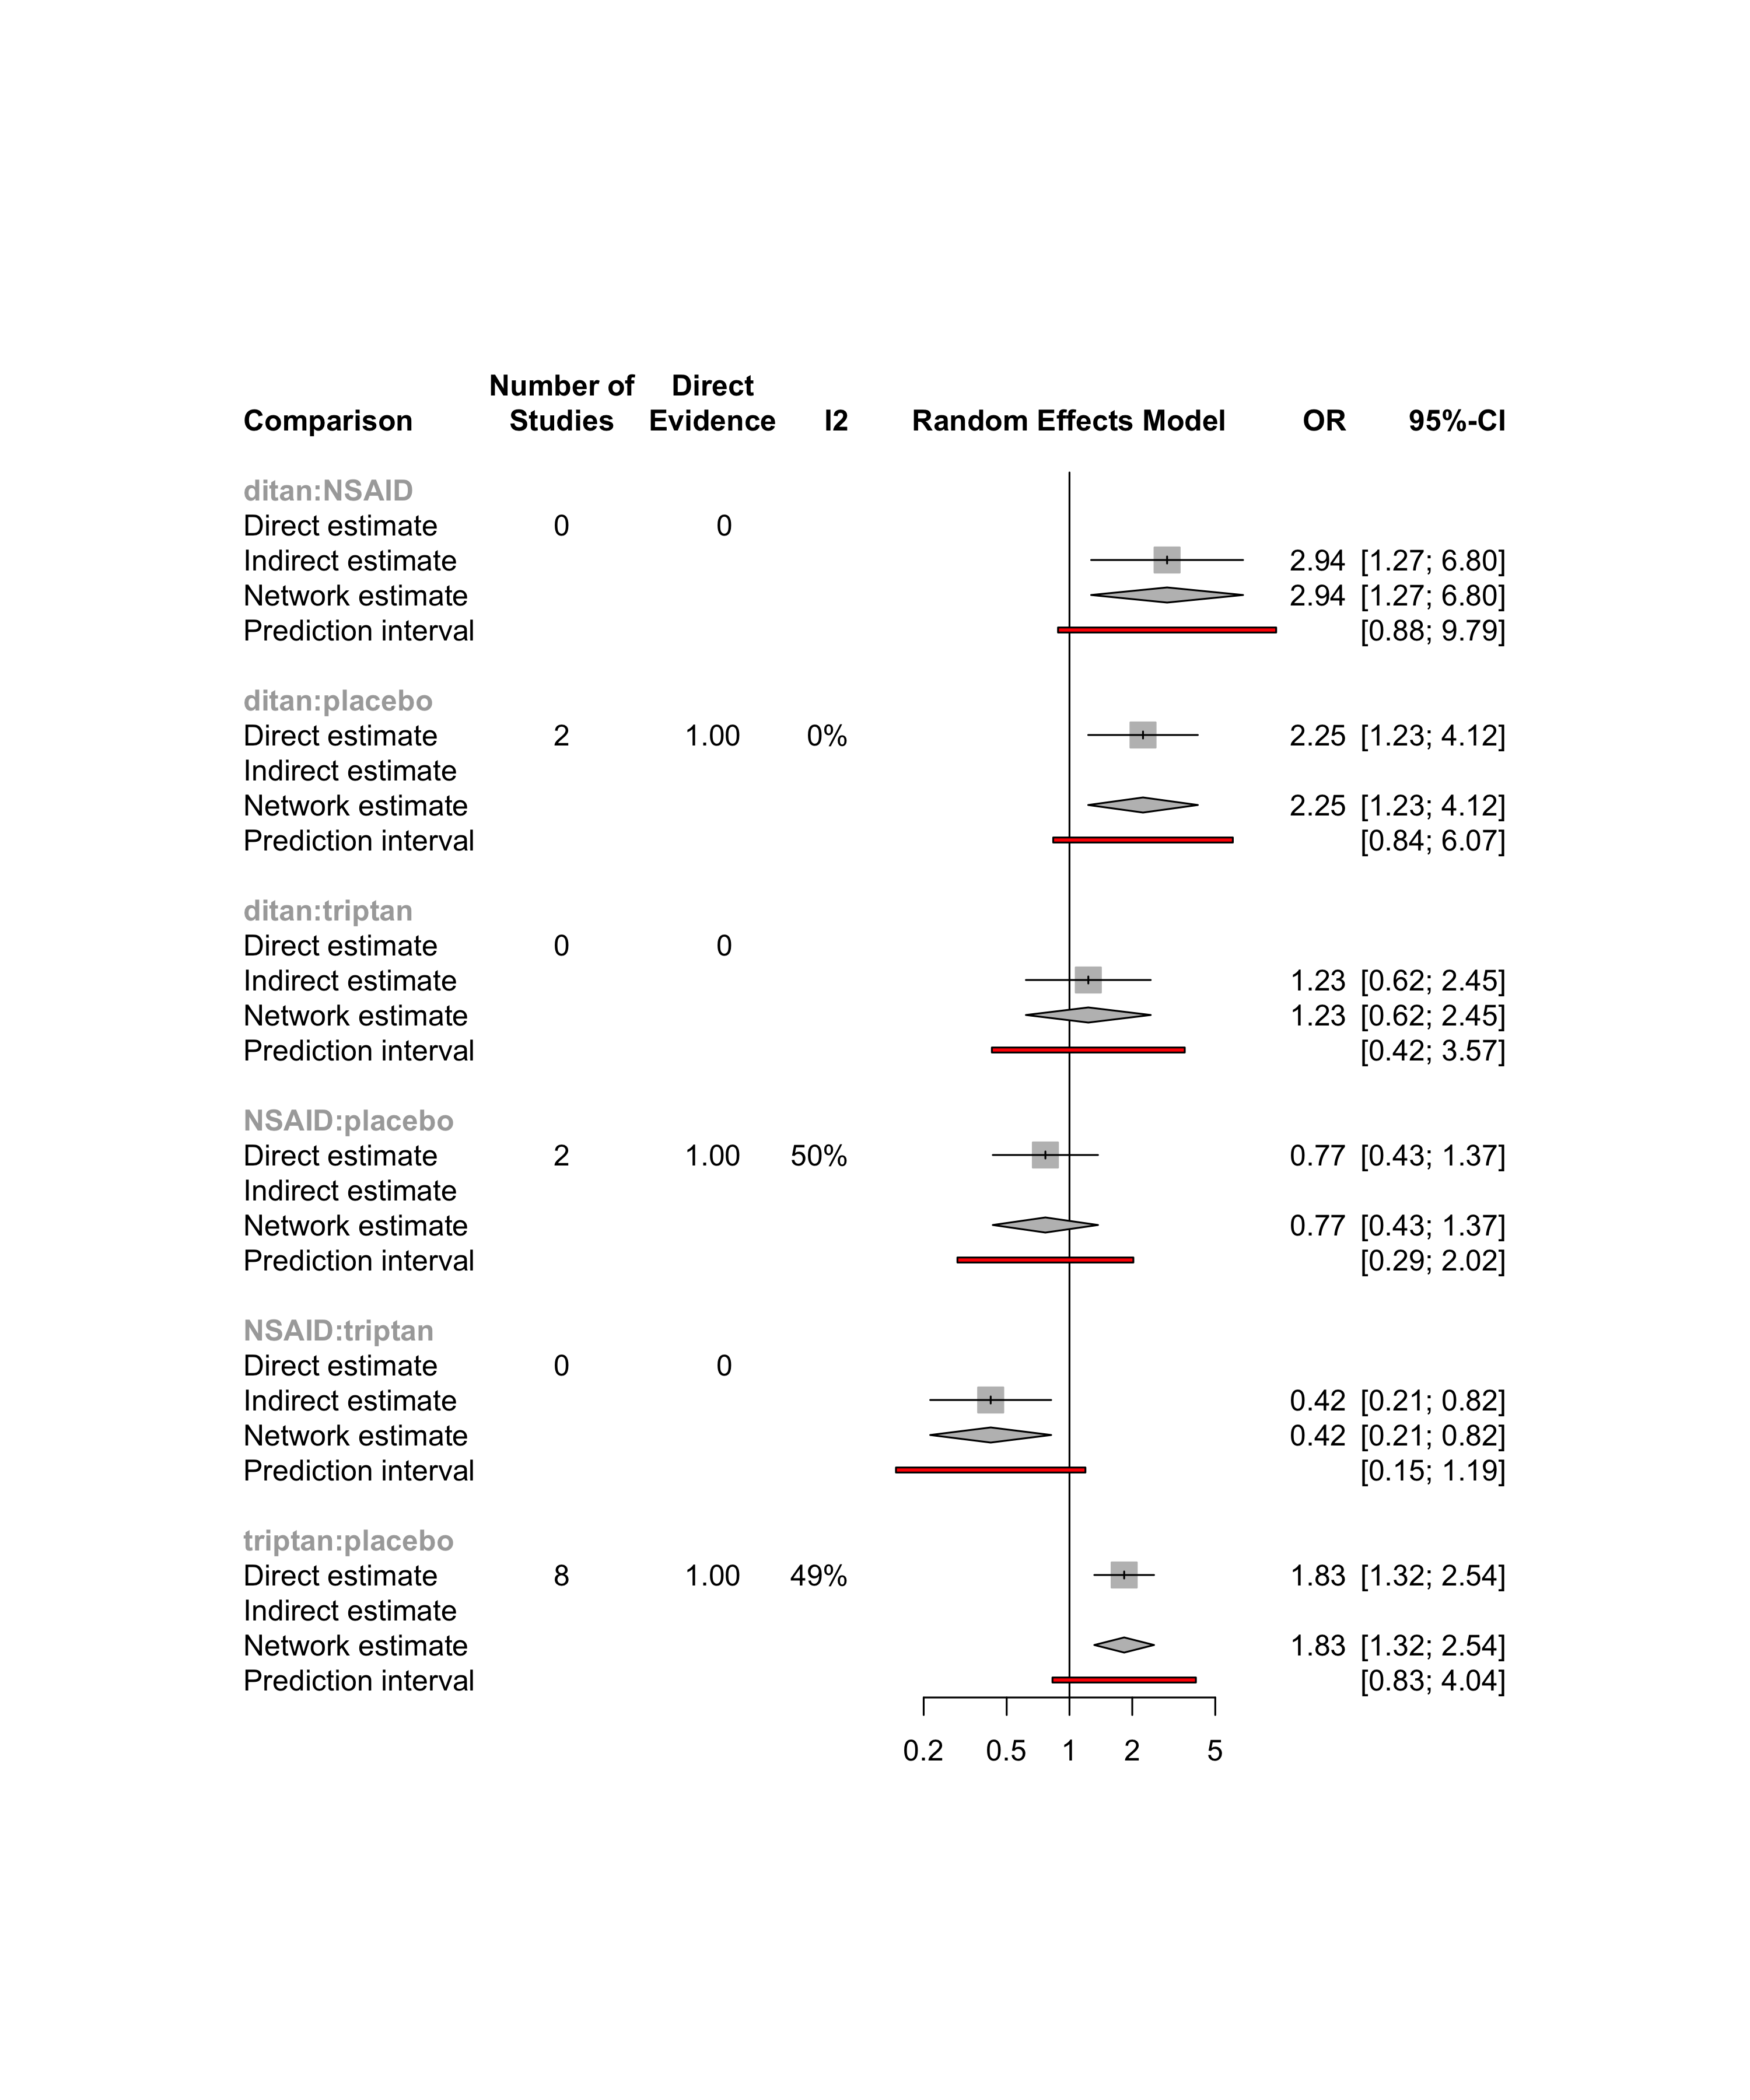 Number of Direct
Comparison Studies Evidence I2 Random Effects Model OR 95%-CI
ditan:NSAID
Direct estimate 0 0
Indirect estimate 2.94 [1.27; 6.80]
Network estimate 2.94 [1.27; 6.80]
Prediction interval [0.88; 9.79]
ditan:placebo
Direct estimate 2 1.00 0% 2.25 [1.23; 4.12]
Indirect estimate
Network estimate 2.25 [1.23; 4.12]
Prediction interval [0.84; 6.07]
ditan:triptan
Direct estimate 0 0
Indirect estimate 1.23 [0.62; 2.45]
Network estimate 1.23 [0.62; 2.45]
Prediction interval [0.42; 3.57]
NSAID:placebo
Direct estimate 2 1.00 50% 0.77 [0.43; 1.37]
Indirect estimate
Network estimate 0.77 [0.43; 1.37]
Prediction interval [0.29; 2.02]
NSAID:triptan
Direct estimate 0 0
Indirect estimate 0.42 [0.21; 0.82]
Network estimate 0.42 [0.21; 0.82]
Prediction interval [0.15; 1.19]
triptan:placebo
Direct estimate 8 1.00 49% 1.83 [1.32; 2.54]
Indirect estimate
Network estimate 1.83 [1.32; 2.54]
Prediction interval [0.83; 4.04]
0.2 0.5 1 2 5